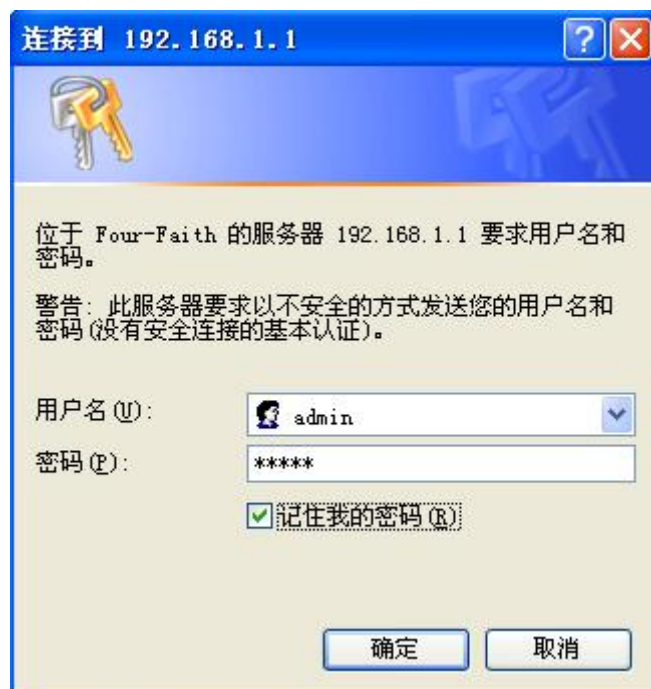 连接到 192.168.1.1
位于 Four-Faith 的服务器 192.168.1.1 要求用户名和
密码。
警告: 此服务器要求以不安全的方式发送您的用户名和
密码(没有安全连接的基本认证)。
用户名(U):
admin
密码(P):
*****
记住我的密码(R)
确定
取消